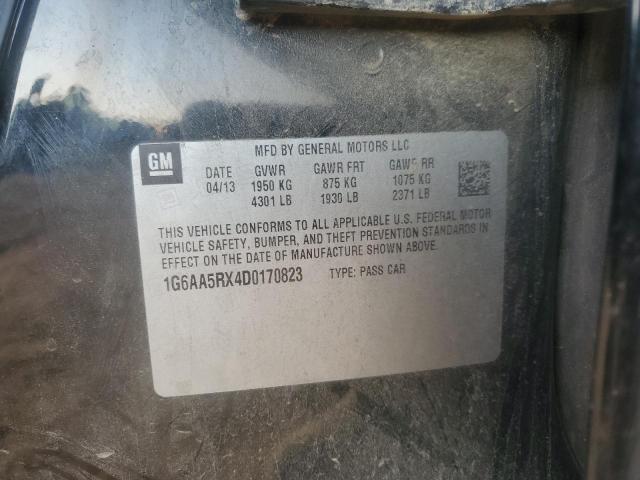 GM
MFD BY GENERAL MOTORS LLC
DATE GVWR GAWR FRT GAWR RR
04/13 1950 KG 875 KG 1075 KG
4301 LB 1930 LB 2371 LB
THIS VEHICLE CONFORMS TO ALL APPLICABLE U.S. FEDERAL MOTOR
VEHICLE SAFETY, BUMPER, AND THEFT PREVENTION STANDARDS IN
EFFECT ON THE DATE OF MANUFACTURE SHOWN ABOVE.
1G6AA5RX4D0170823 TYPE: PASS CAR